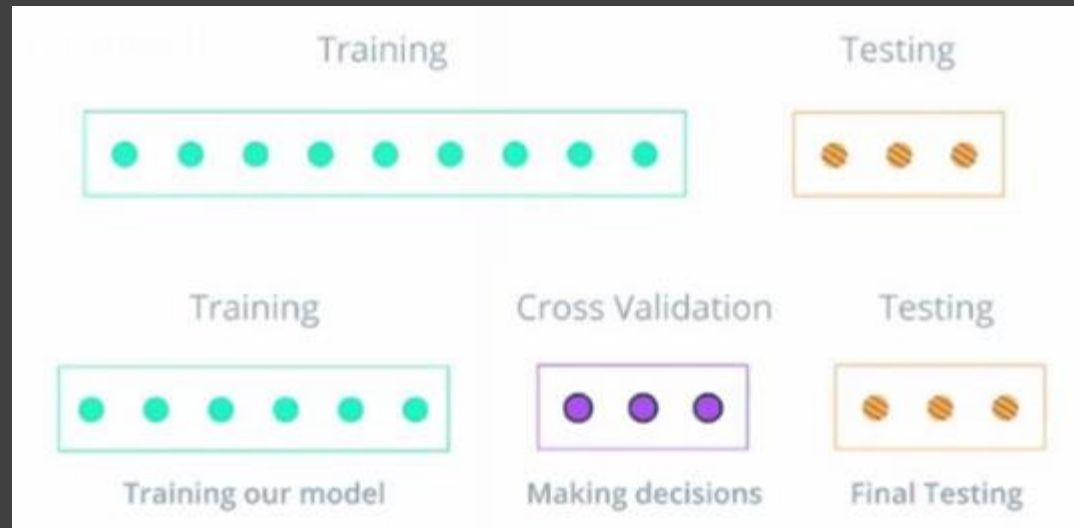 Training
Testing
Training
Cross Validation
Testing
Training our model
Making decisions
Final Testing